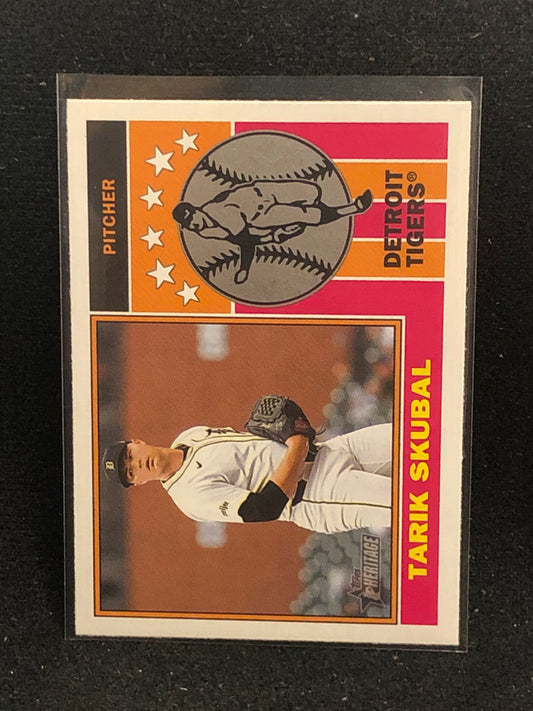 PITCHER
DETROIT
TIGERS®
Topps
HERITAGE
TARIK SKUBAL
D